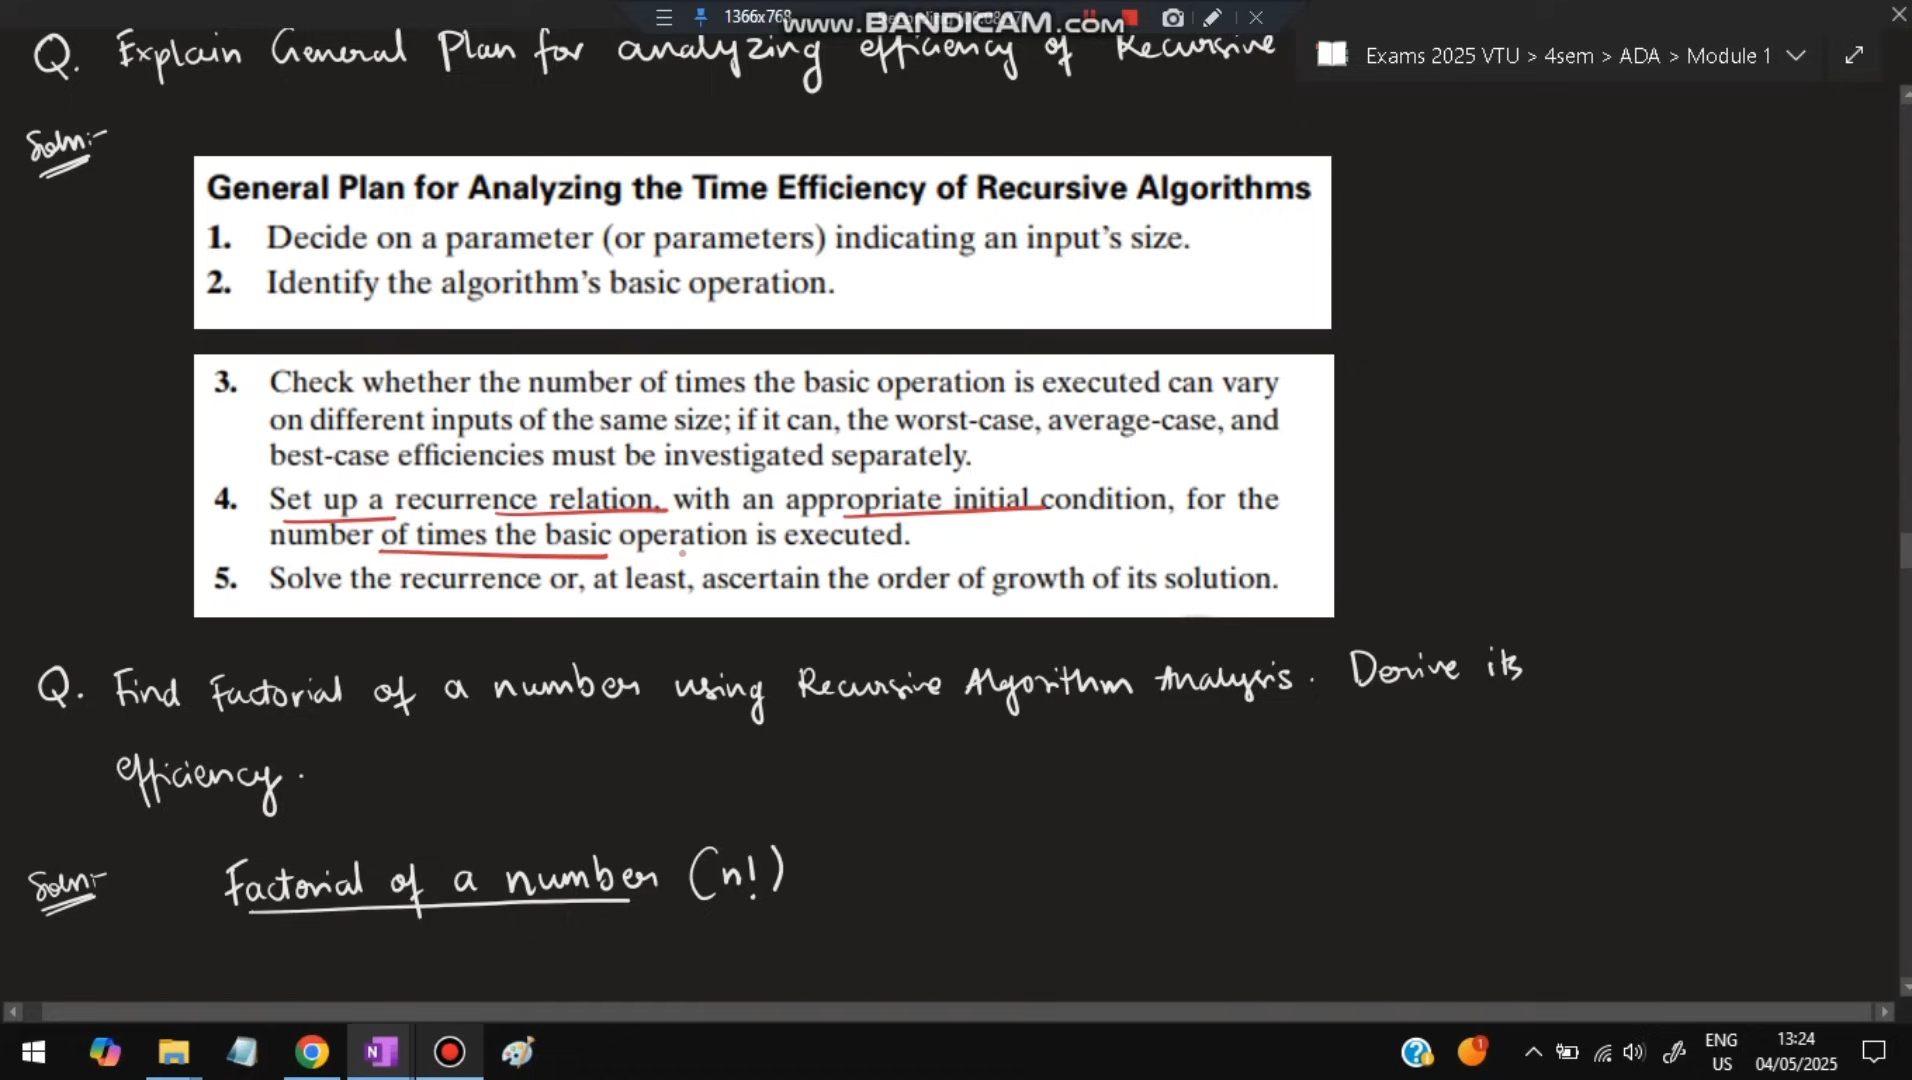 1366x768
www.BANDICAM.com
Q. Explain General Plan for analyzing efficiency of Recursive
Exams 2025 VTU > 4sem > ADA > Module 1
Soln:-
General Plan for Analyzing the Time Efficiency of Recursive Algorithms
1. Decide on a parameter (or parameters) indicating an input's size.
2. Identify the algorithm's basic operation.
3. Check whether the number of times the basic operation is executed can vary
on different inputs of the same size; if it can, the worst-case, average-case, and
best-case efficiencies must be investigated separately.
4. Set up a recurrence relation, with an appropriate initial condition, for the
number of times the basic operation is executed.
5. Solve the recurrence or, at least, ascertain the order of growth of its solution.
Q. Find Factorial of a number using Recursive Algorithm Analysis. Derive its
efficiency.
Soln:-
Factorial of a number (n!)
ENG
US
13:24
04/05/2025